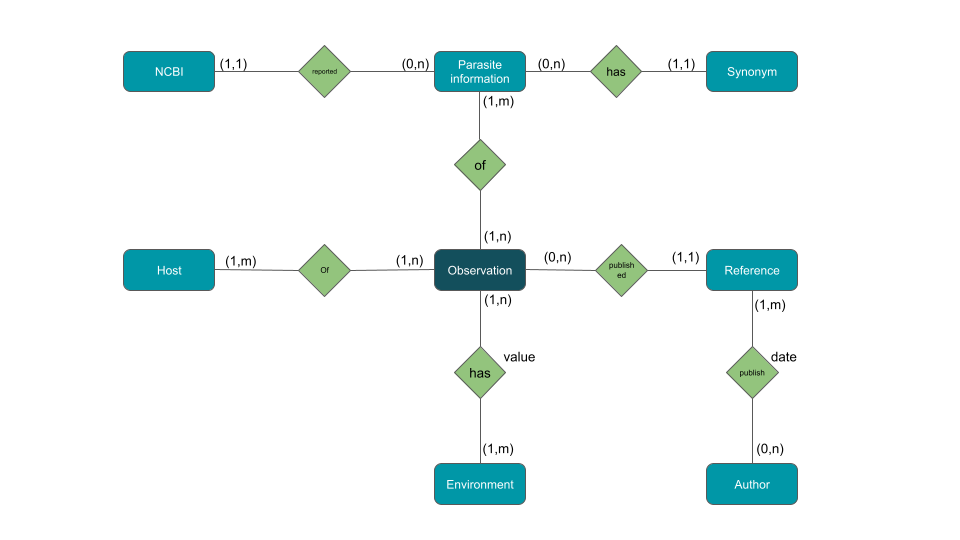 NCBI
(1,1)
reported
(0,n)
Parasite
information
(0,n)
has
(1,1)
Synonym
(1,m)
of
(1,n)
Host
(1,m)
Of
(1,n)
Observation
(0,n)
publish
ed
(1,1)
Reference
(1,n)
(1,m)
has
value
publish
date
(1,m)
(0,n)
Environment
Author